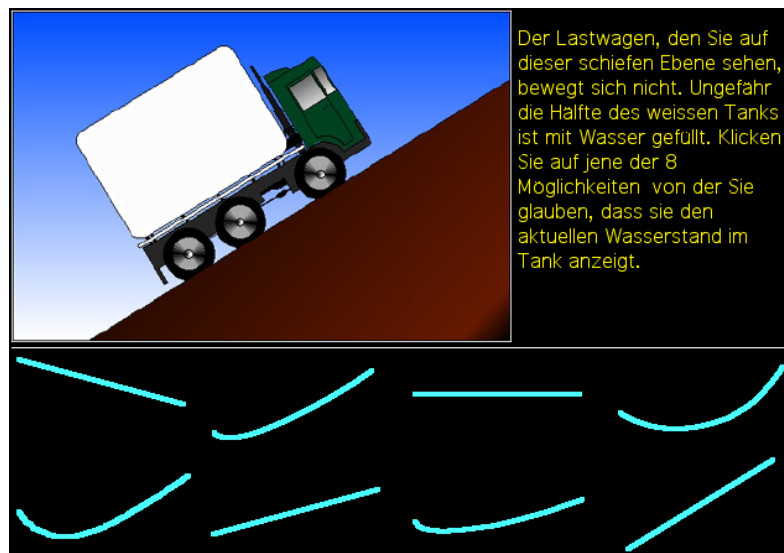 Der Lastwagen, den Sie auf
dieser schiefen Ebene sehen,
bewegt sich nicht. Ungefähr
die Hälfte des weissen Tanks
ist mit Wasser gefüllt. Klicken
Sie auf jene der 8
Möglichkeiten von der Sie
glauben, dass sie den
aktuellen Wasserstand im
Tank anzeigt.